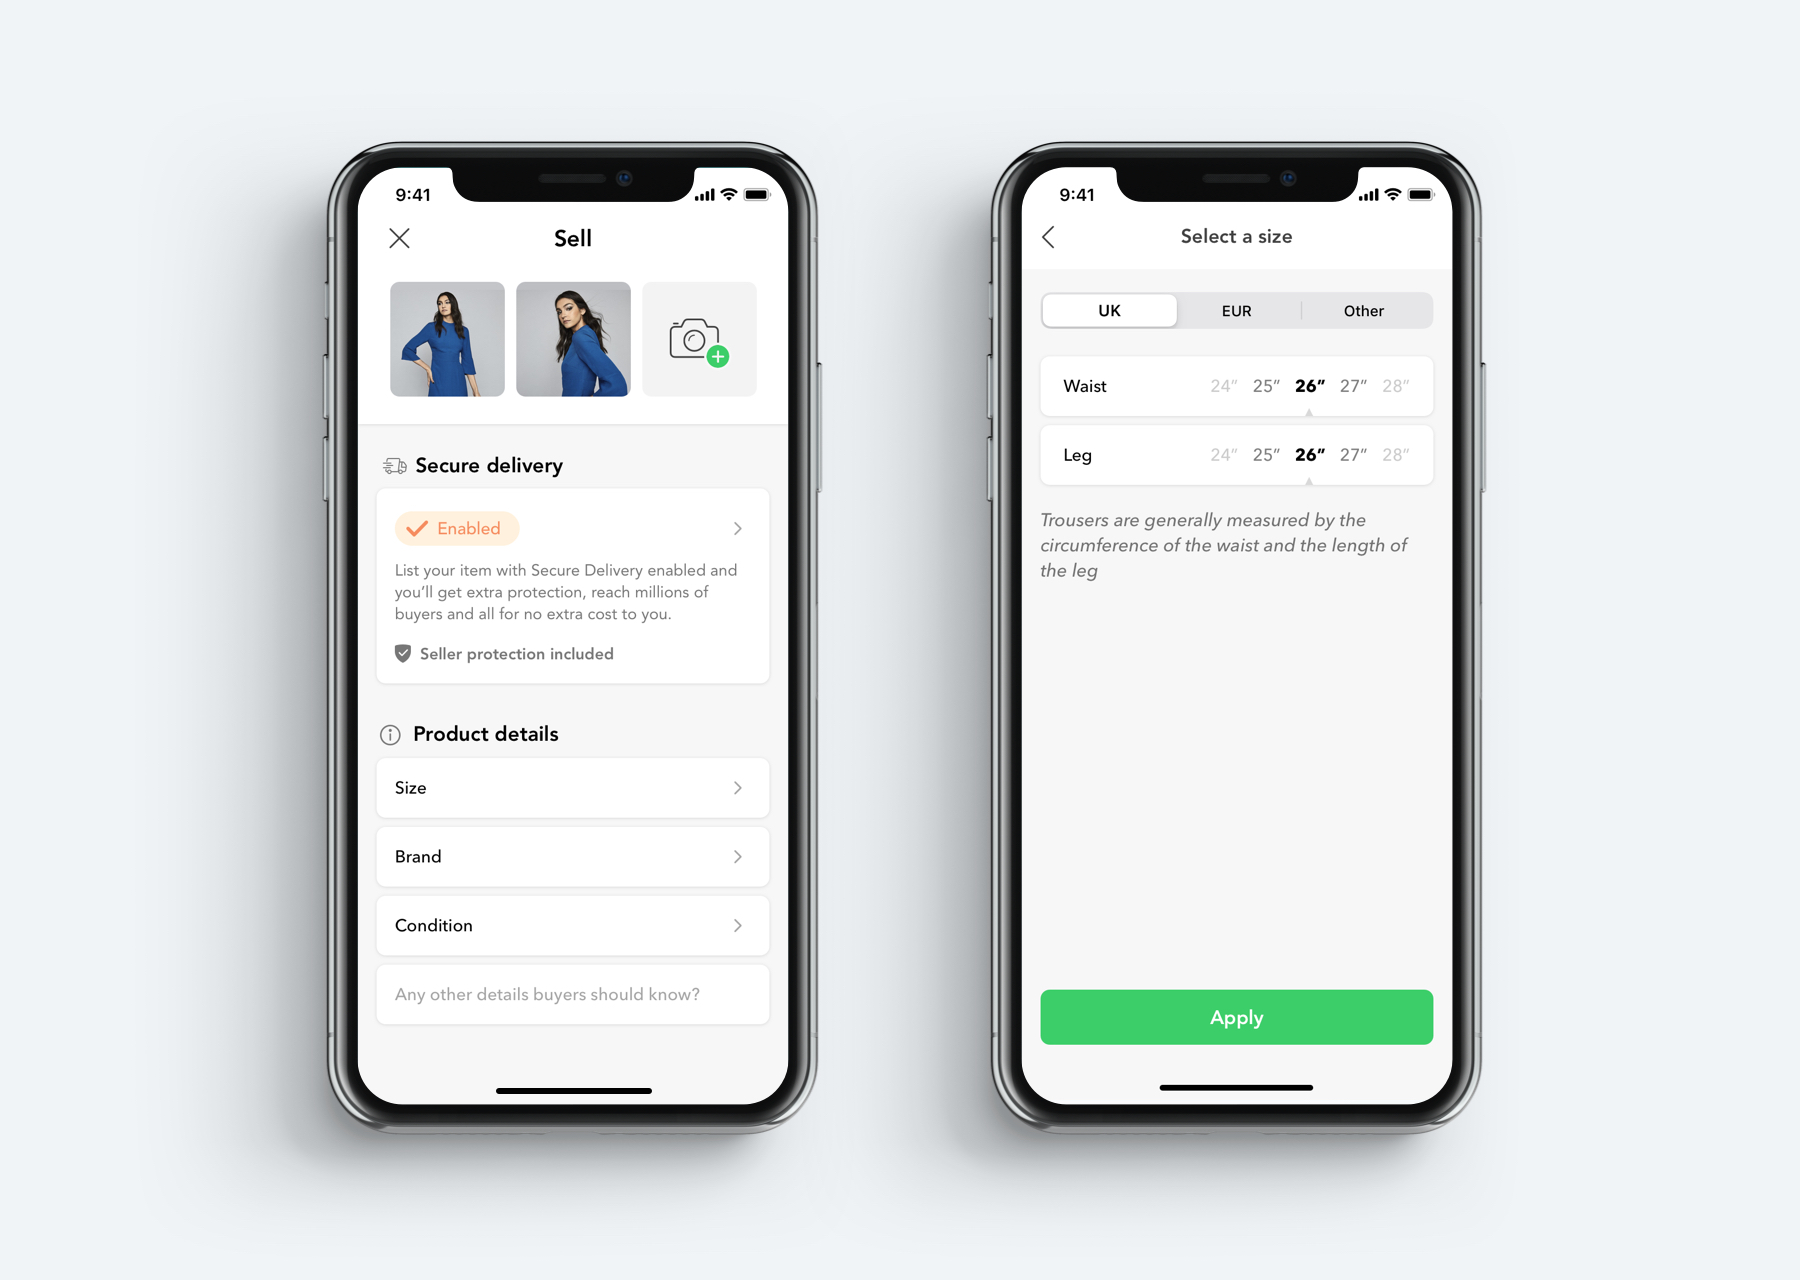 9:41
Sell
Secure delivery
Enabled
List your item with Secure Delivery enabled and
you’ll get extra protection, reach millions of
buyers and all for no extra cost to you.
Seller protection included
Product details
Size
Brand
Condition
Any other details buyers should know?
9:41
Select a size
UK EUR Other
Waist 24” 25” 26” 27” 28”
Leg 24” 25” 26” 27” 28”
Trousers are generally measured by the
circumference of the waist and the length of
the leg
Apply